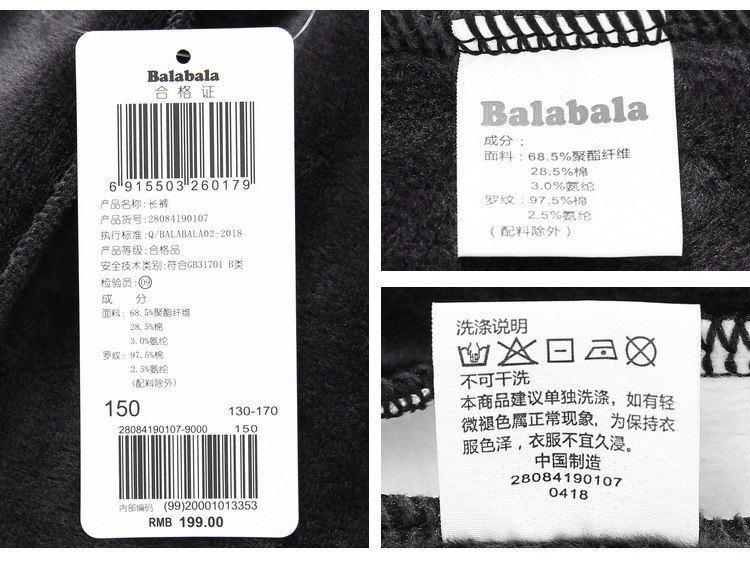 Balabala
合格证
6 915503 260179
产品名称:长裤
产品货号:28084190107
执行标准:Q/BALABALA02-2018
产品等级:合格品
安全技术类别:符合GB31701 B类
检验员:09
成 分
面料: 68.5%聚酯纤维
28.5%棉
3.0%氨纶
罗纹: 97.5%棉
2.5%氨纶
(配料除外)
150 130-170
28084190107-9000 150
内部编码 (99)20001013353
RMB 199.00
Balabala
成分:
面料:68.5%聚酯纤维
28.5%棉
3.0%氨纶
罗纹:97.5%棉
2.5%氨纶
(配料除外)
洗涤说明
不可干洗
本商品建议单独洗涤,如有轻
微褪色属正常现象,为保持衣
服色泽,衣服不宜久浸。
中国制造
28084190107
0418